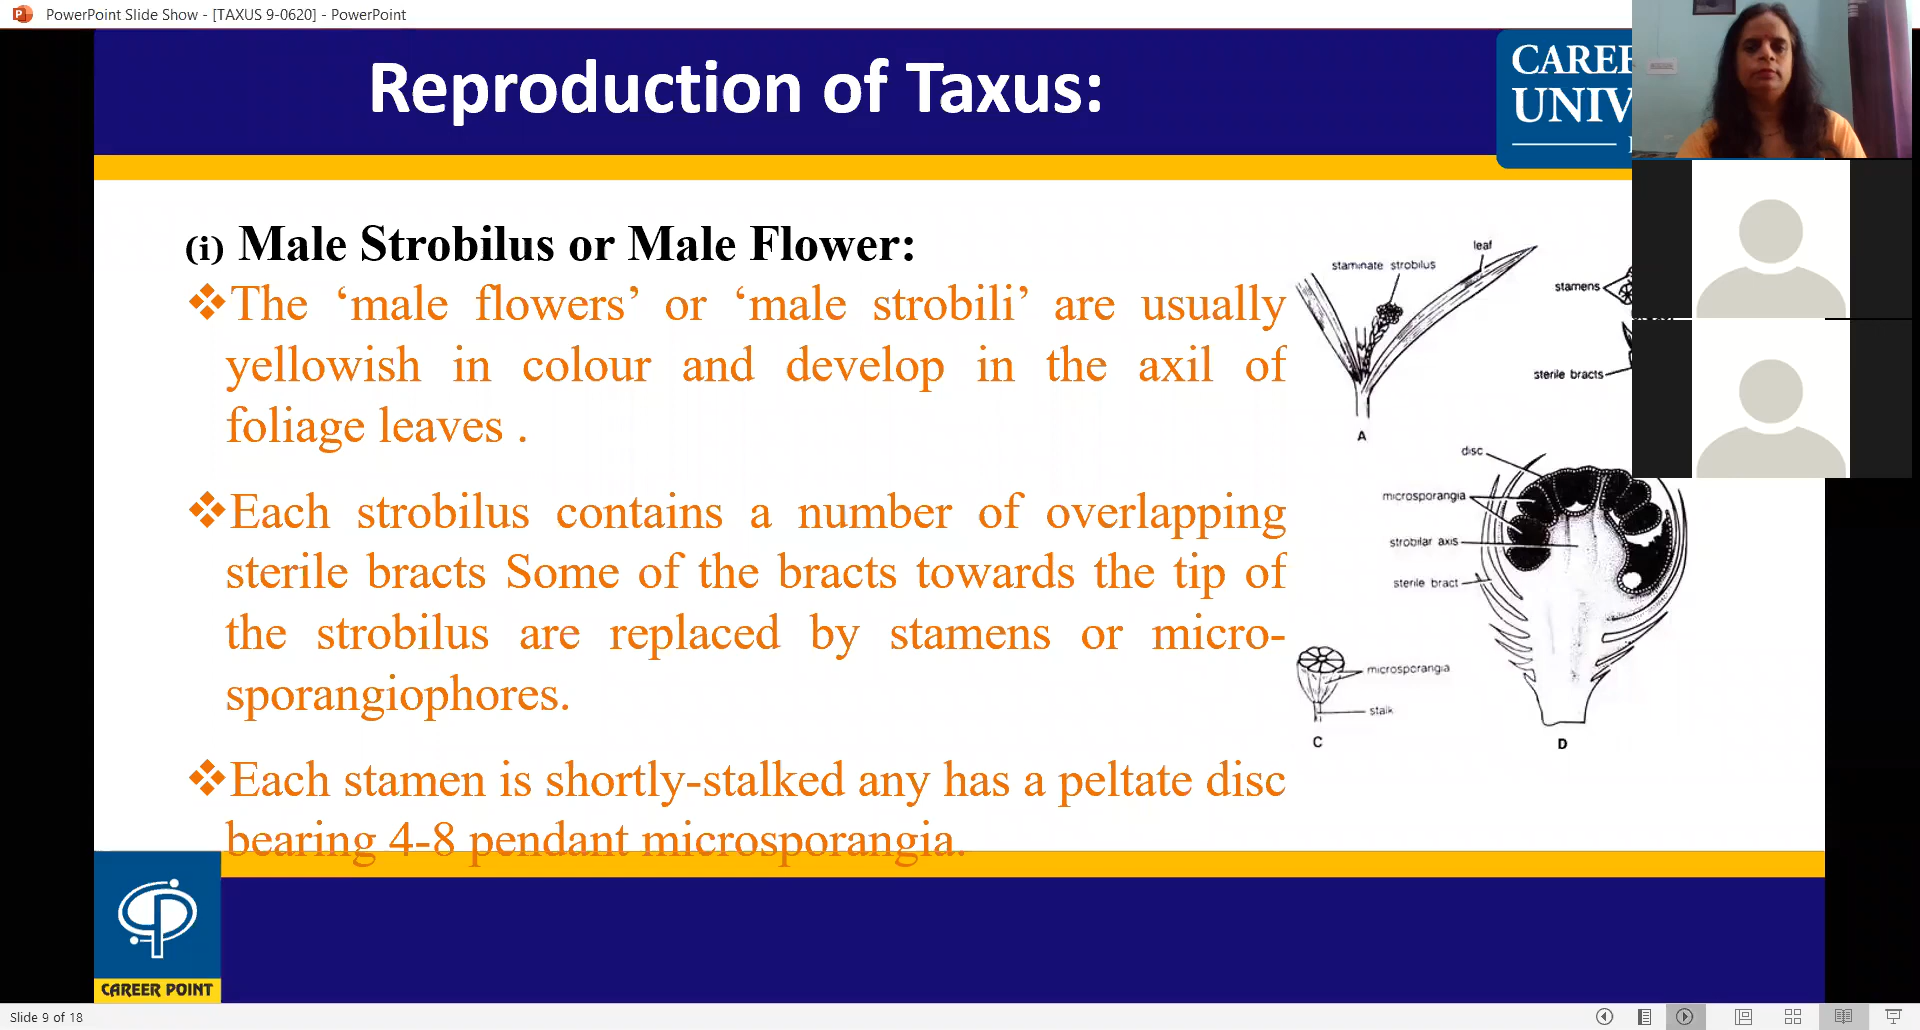 PowerPoint Slide Show - [TAXUS 9-0620] - PowerPoint
Reproduction of Taxus:
(i) Male Strobilus or Male Flower:
❖The ‘male flowers’ or ‘male strobili’ are usually
yellowish in colour and develop in the axil of
foliage leaves .
❖Each strobilus contains a number of overlapping
sterile bracts Some of the bracts towards the tip of
the strobilus are replaced by stamens or micro-
sporangiophores.
❖Each stamen is shortly-stalked any has a peltate disc
bearing 4-8 pendant microsporangia.
leaf
staminate strobilus
stamens
sterile bracts
A
disc
microsporangia
strobilar axis
sterile bract
microsporangia
stalk
C
D
CAREER POINT
Slide 9 of 18